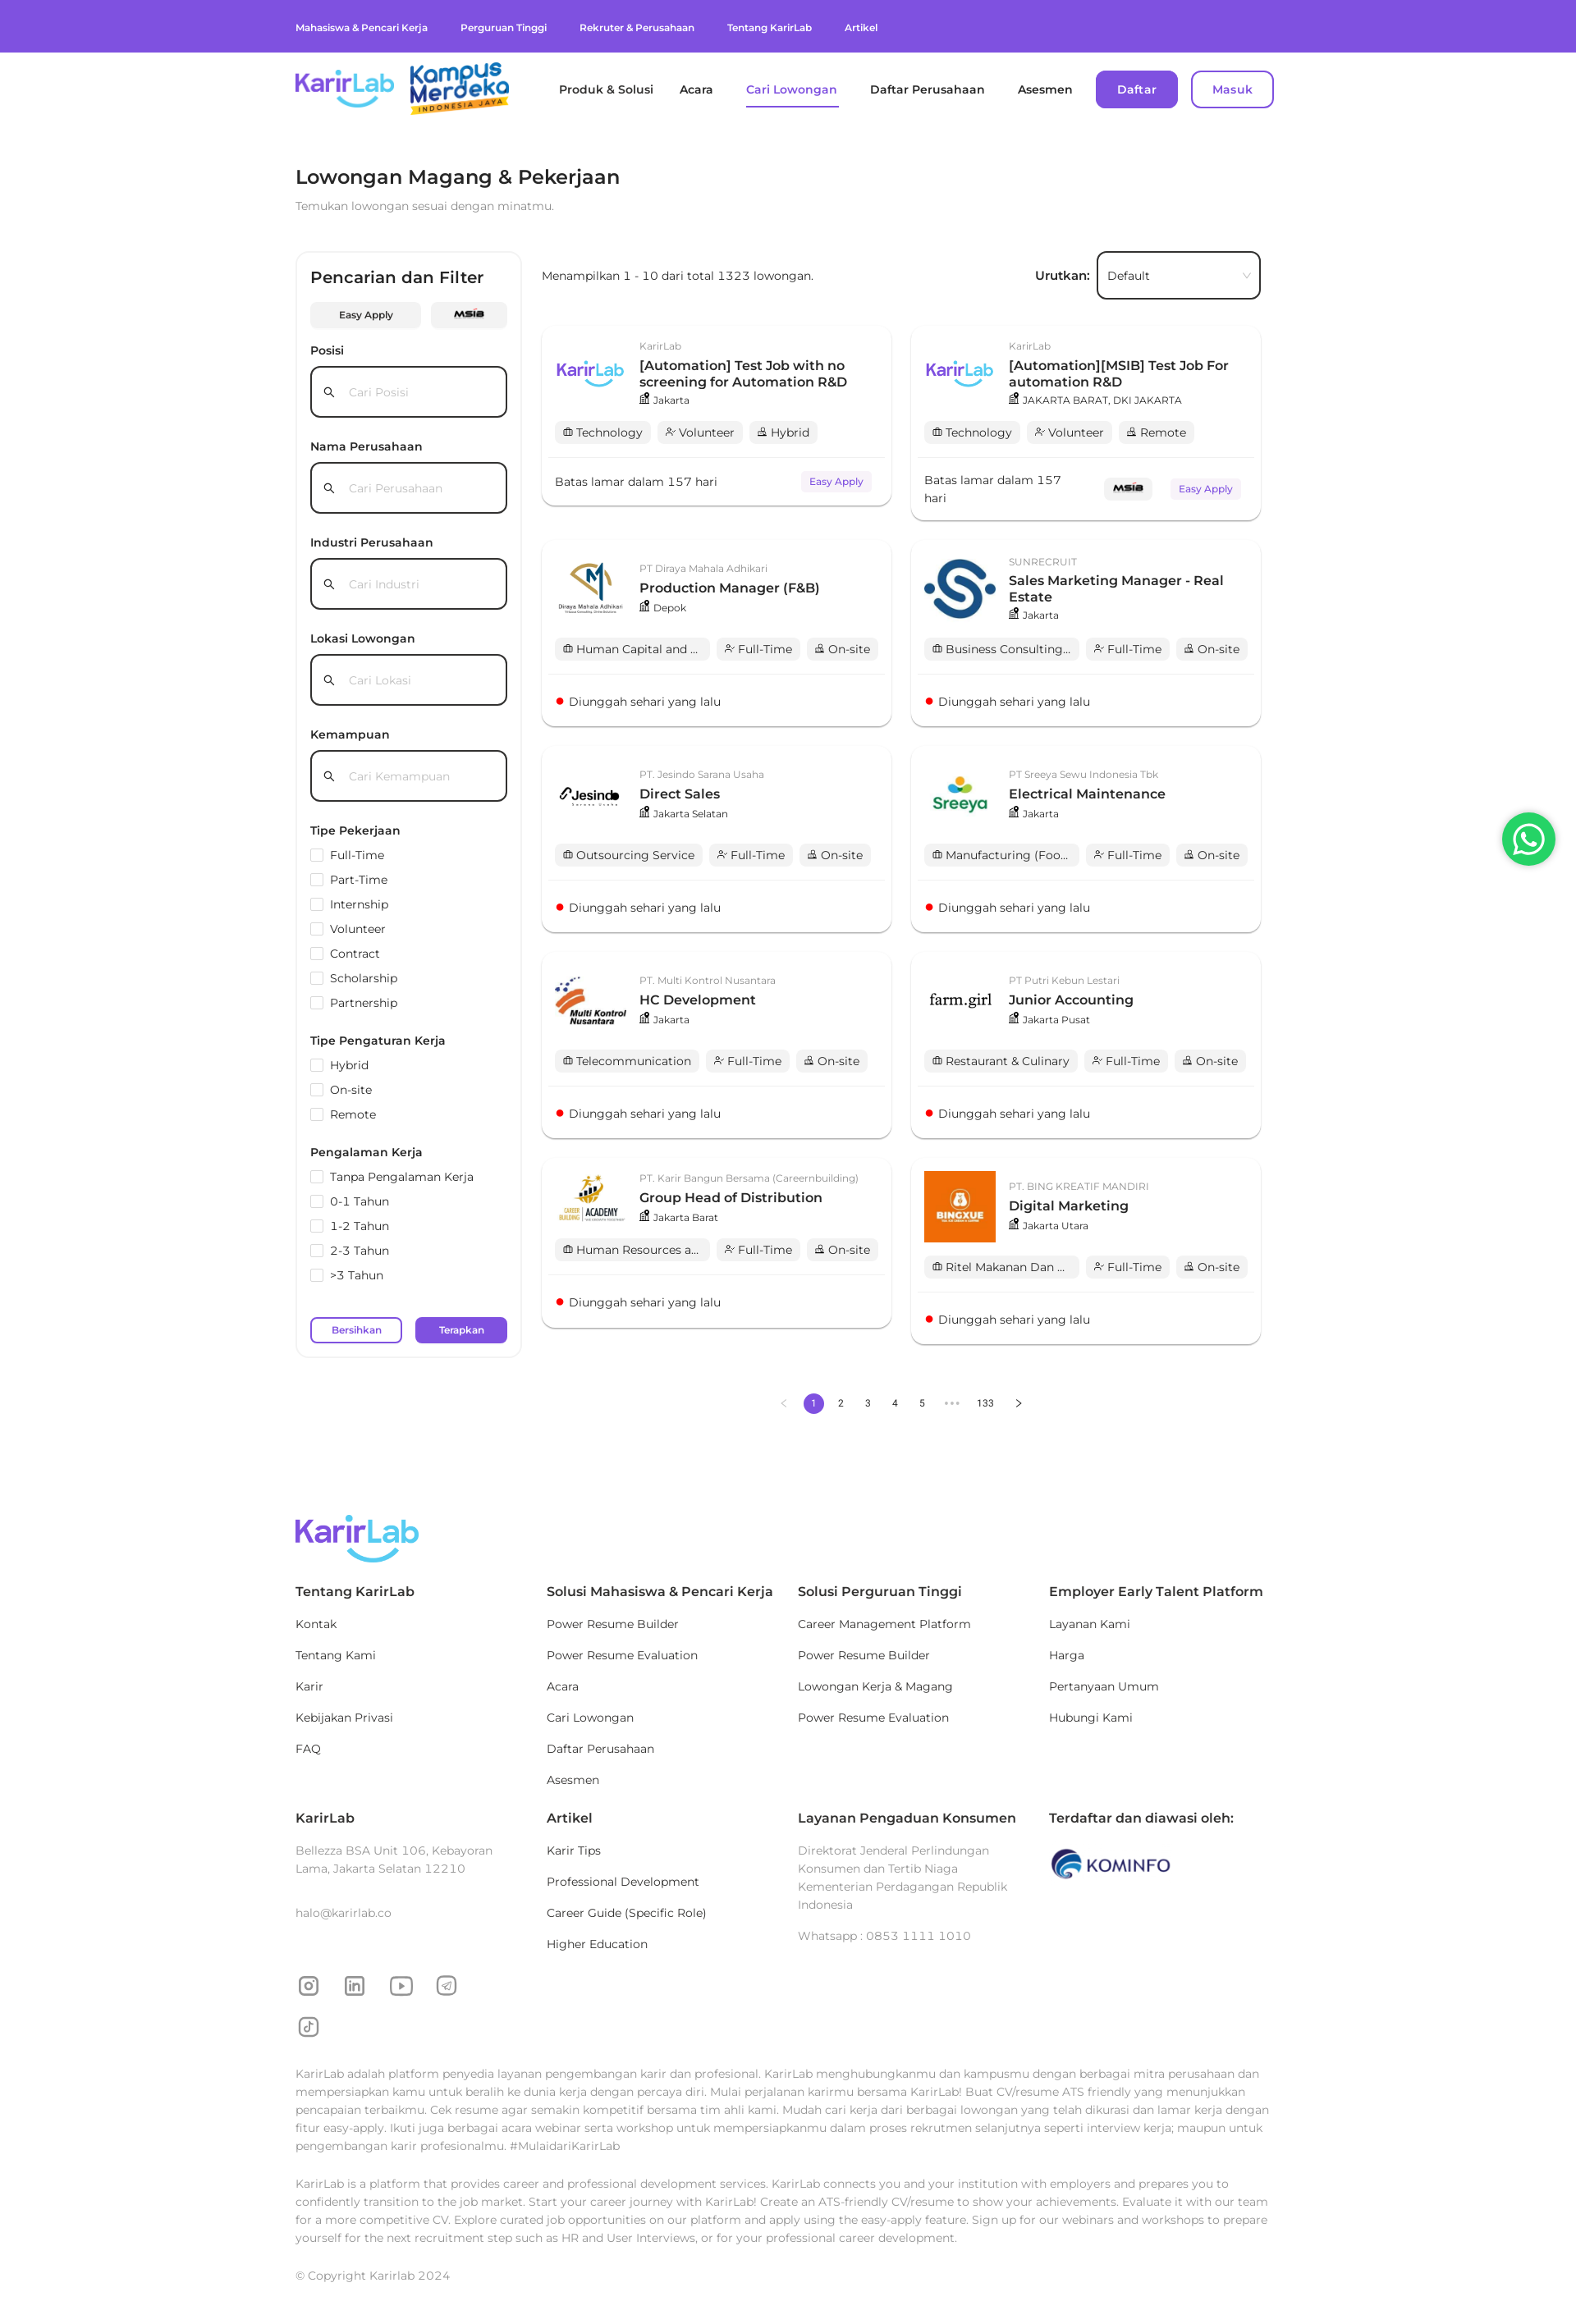 Mahasiswa & Pencari Kerja Perguruan Tinggi Rekruter & Perusahaan Tentang KarirLab Artikel
KarirLab Kampus Merdeka INDONESIA JAYA Produk & Solusi Acara Cari Lowongan Daftar Perusahaan Asesmen Daftar Masuk
Lowongan Magang & Pekerjaan
Temukan lowongan sesuai dengan minatmu.
Pencarian dan Filter
Easy Apply MSIB
Posisi
Cari Posisi
Nama Perusahaan
Cari Perusahaan
Industri Perusahaan
Cari Industri
Lokasi Lowongan
Cari Lokasi
Kemampuan
Cari Kemampuan
Tipe Pekerjaan
Full-Time
Part-Time
Internship
Volunteer
Contract
Scholarship
Partnership
Tipe Pengaturan Kerja
Hybrid
On-site
Remote
Pengalaman Kerja
Tanpa Pengalaman Kerja
0-1 Tahun
1-2 Tahun
2-3 Tahun
>3 Tahun
Bersihkan Terapkan
Menampilkan 1 - 10 dari total 1323 lowongan.
Urutkan: Default
KarirLab
KarirLab
[Automation] Test Job with no
screening for Automation R&D
Jakarta
Technology Volunteer Hybrid
Batas lamar dalam 157 hari Easy Apply
KarirLab
KarirLab
[Automation][MSIB] Test Job For
automation R&D
JAKARTA BARAT, DKI JAKARTA
Technology Volunteer Remote
Batas lamar dalam 157
hari
MSIB Easy Apply
Diraya Mahala Adhikari
PT Diraya Mahala Adhikari
Production Manager (F&B)
Depok
Human Capital and ... Full-Time On-site
Diunggah sehari yang lalu
SUNRECRUIT
Sales Marketing Manager - Real
Estate
Jakarta
Business Consulting... Full-Time On-site
Diunggah sehari yang lalu
Jesindo
Sarana Usaha
PT. Jesindo Sarana Usaha
Direct Sales
Jakarta Selatan
Outsourcing Service Full-Time On-site
Diunggah sehari yang lalu
Sreeya
PT Sreeya Sewu Indonesia Tbk
Electrical Maintenance
Jakarta
Manufacturing (Foo... Full-Time On-site
Diunggah sehari yang lalu
Multi Kontrol
Nusantara
PT. Multi Kontrol Nusantara
HC Development
Jakarta
Telecommunication Full-Time On-site
Diunggah sehari yang lalu
farm.girl
PT Putri Kebun Lestari
Junior Accounting
Jakarta Pusat
Restaurant & Culinary Full-Time On-site
Diunggah sehari yang lalu
CAREER BUILDING ACADEMY
PT. Karir Bangun Bersama (Careernbuilding)
Group Head of Distribution
Jakarta Barat
Human Resources a... Full-Time On-site
Diunggah sehari yang lalu
BINGXUE
PT. BING KREATIF MANDIRI
Digital Marketing
Jakarta Utara
Ritel Makanan Dan ... Full-Time On-site
Diunggah sehari yang lalu
1 2 3 4 5 ••• 133
KarirLab
Tentang KarirLab
Kontak
Tentang Kami
Karir
Kebijakan Privasi
FAQ
Solusi Mahasiswa & Pencari Kerja
Power Resume Builder
Power Resume Evaluation
Acara
Cari Lowongan
Daftar Perusahaan
Asesmen
Solusi Perguruan Tinggi
Career Management Platform
Power Resume Builder
Lowongan Kerja & Magang
Power Resume Evaluation
Employer Early Talent Platform
Layanan Kami
Harga
Pertanyaan Umum
Hubungi Kami
KarirLab
Bellezza BSA Unit 106, Kebayoran
Lama, Jakarta Selatan 12210
halo@karirlab.co
Artikel
Karir Tips
Professional Development
Career Guide (Specific Role)
Higher Education
Layanan Pengaduan Konsumen
Direktorat Jenderal Perlindungan
Konsumen dan Tertib Niaga
Kementerian Perdagangan Republik
Indonesia
Whatsapp : 0853 1111 1010
Terdaftar dan diawasi oleh:
KOMINFO
KarirLab adalah platform penyedia layanan pengembangan karir dan profesional. KarirLab menghubungkanmu dan kampusmu dengan berbagai mitra perusahaan dan
mempersiapkan kamu untuk beralih ke dunia kerja dengan percaya diri. Mulai perjalanan karirmu bersama KarirLab! Buat CV/resume ATS friendly yang menunjukkan
pencapaian terbaikmu. Cek resume agar semakin kompetitif bersama tim ahli kami. Mudah cari kerja dari berbagai lowongan yang telah dikurasi dan lamar kerja dengan
fitur easy-apply. Ikuti juga berbagai acara webinar serta workshop untuk mempersiapkanmu dalam proses rekrutmen selanjutnya seperti interview kerja; maupun untuk
pengembangan karir profesionalmu. #MulaidariKarirLab
KarirLab is a platform that provides career and professional development services. KarirLab connects you and your institution with employers and prepares you to
confidently transition to the job market. Start your career journey with KarirLab! Create an ATS-friendly CV/resume to show your achievements. Evaluate it with our team
for a more competitive CV. Explore curated job opportunities on our platform and apply using the easy-apply feature. Sign up for our webinars and workshops to prepare
yourself for the next recruitment step such as HR and User Interviews, or for your professional career development.
© Copyright Karirlab 2024